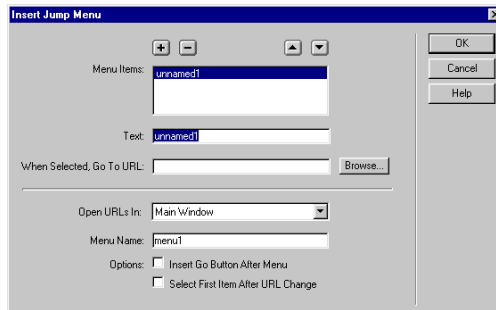 Insert Jump Menu
OK
Menu Items:
unnamed1
Cancel
Help
Text:
unnamed1
When Selected, Go To URL:
Browse...
Open URLs In:
Main Window
Menu Name:
menu1
Options:
Insert Go Button After Menu
Select First Item After URL Change